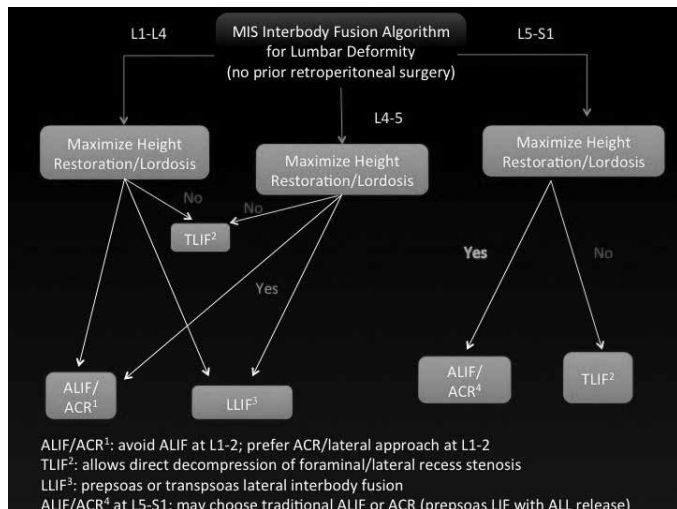 L1-L4
MIS Interbody Fusion Algorithm
for Lumbar Deformity
(no prior retroperitoneal surgery)
L5-S1
L4-5
Maximize Height
Restoration/Lordosis
Maximize Height
Restoration/Lordosis
Maximize Height
Restoration/Lordosis
No
No
TLIF²
Yes
Yes
No
ALIF/
ACR¹
LLIF³
ALIF/
ACR⁴
TLIF²
ALIF/ACR¹: avoid ALIF at L1-2; prefer ACR/lateral approach at L1-2
TLIF²: allows direct decompression of foraminal/lateral recess stenosis
LLIF³: prepsoas or transpsoas lateral interbody fusion
ALIF/ACR⁴ at L5-S1: may choose traditional ALIF or ACR (prepsoas LIF with ALL release)